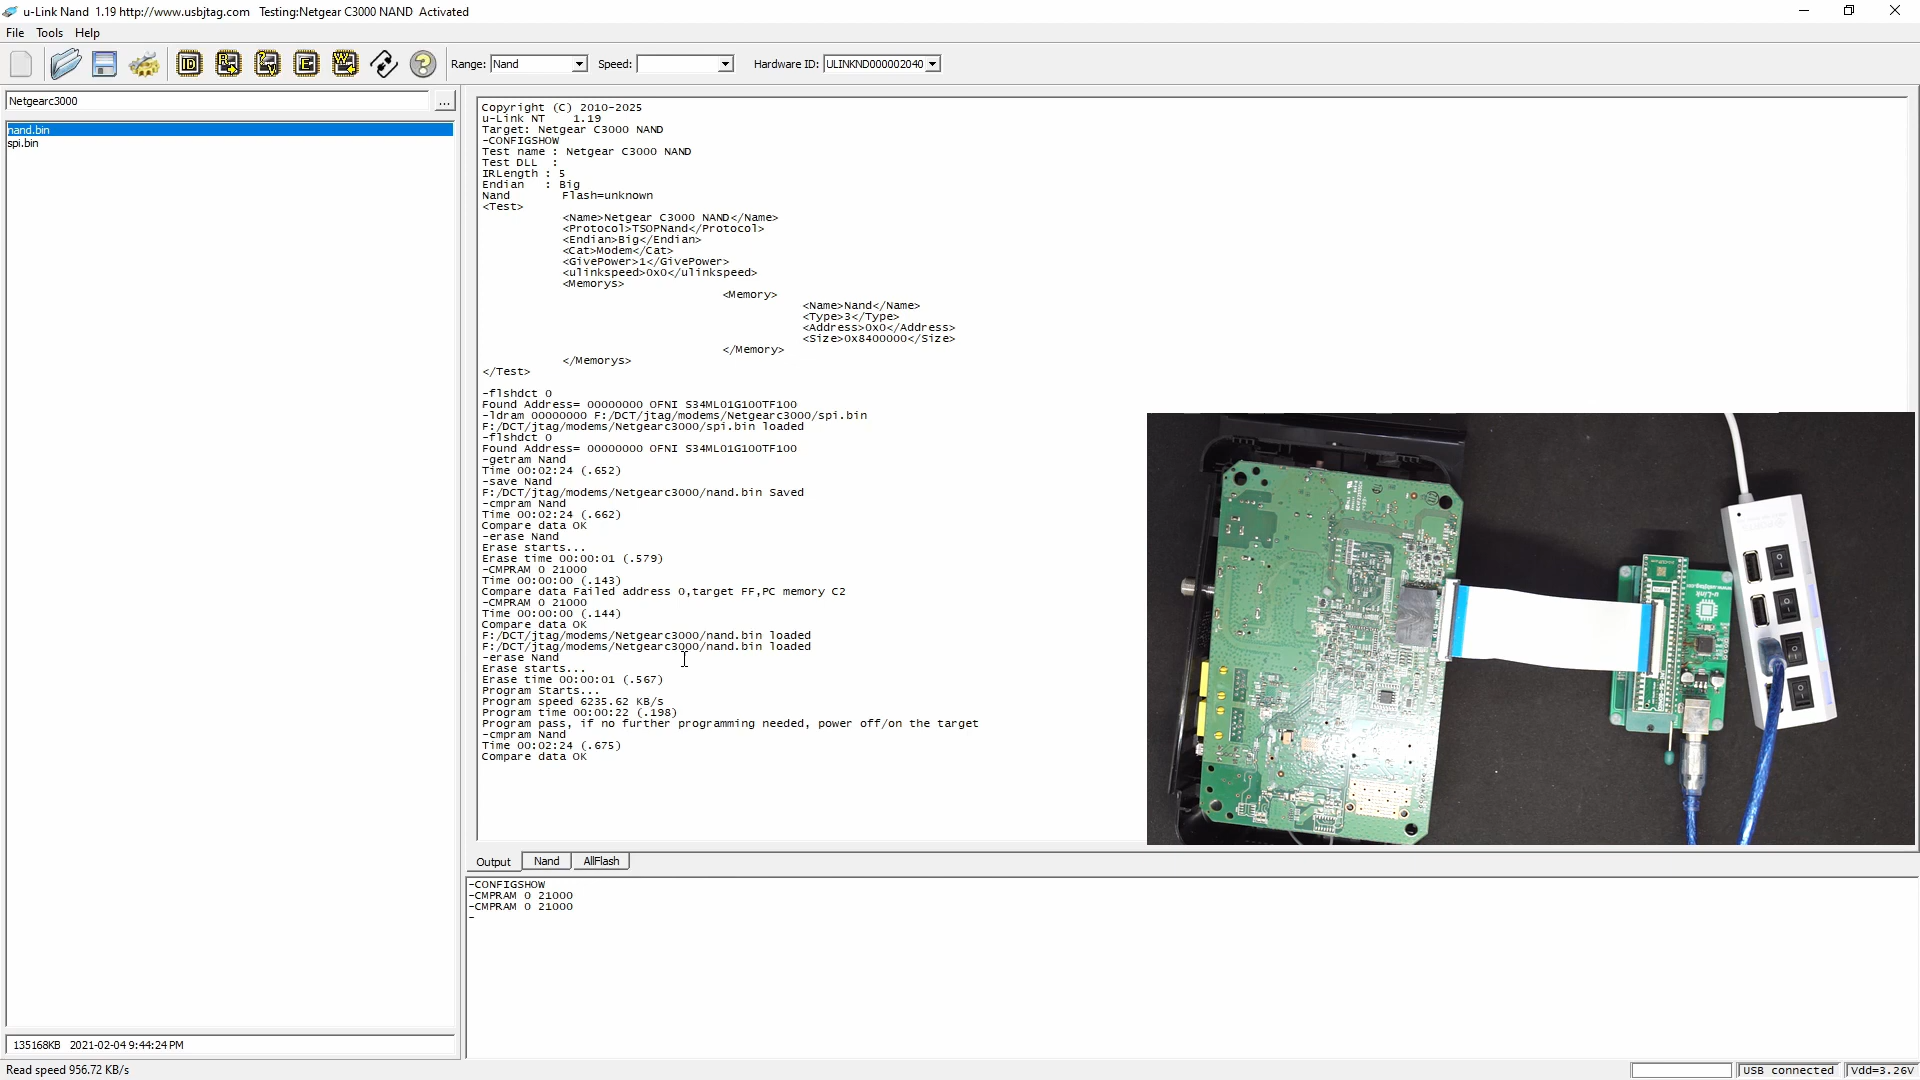 u-Link Nand  1.19 http://www.usbjtag.com   Testing:Netgear C3000 NAND  Activated
File Tools Help
ID R ? V E W Range: Nand Speed: Hardware ID: ULINKND000002040
Netgearc3000 ...
nand.bin
spi.bin
Copyright (C) 2010-2025
u-Link NT    1.19
Target: Netgear C3000 NAND
-CONFIGSHOW
Test name : Netgear C3000 NAND
Test DLL  :
IRLength : 5
Endian   : Big
Nand       Flash=unknown
<Test>
<Name>Netgear C3000 NAND</Name>
<Protocol>TSOPNand</Protocol>
<Endian>Big</Endian>
<Cat>Modem</Cat>
<GivePower>1</GivePower>
<ulinkspeed>0x0</ulinkspeed>
<Memorys>
<Memory>
<Name>Nand</Name>
<Type>3</Type>
<Address>0x0</Address>
<Size>0x8400000</Size>
</Memory>
</Memorys>
</Test>
-flshdct 0
Found Address= 00000000 OFNI S34ML01G100TF100
-ldram 00000000 F:/DCT/jtag/modems/Netgearc3000/spi.bin
F:/DCT/jtag/modems/Netgearc3000/spi.bin loaded
-flshdct 0
Found Address= 00000000 OFNI S34ML01G100TF100
-getram Nand
Time 00:02:24 (.652)
-save Nand
F:/DCT/jtag/modems/Netgearc3000/nand.bin Saved
-cmpram Nand
Time 00:02:24 (.662)
Compare data OK
-erase Nand
Erase starts...
Erase time 00:00:01 (.579)
-CMPRAM 0 21000
Time 00:00:00 (.143)
Compare data Failed address 0,target FF,PC memory C2
-CMPRAM 0 21000
Time 00:00:00 (.144)
Compare data OK
F:/DCT/jtag/modems/Netgearc3000/nand.bin loaded
F:/DCT/jtag/modems/Netgearc3000/nand.bin loaded
-erase Nand
Erase starts...
Erase time 00:00:01 (.567)
Program Starts...
Program speed 6235.62 KB/s
Program time 00:00:22 (.198)
Program pass, if no further programming needed, power off/on the target
-cmpram Nand
Time 00:02:24 (.675)
Compare data OK
u-Link
Output Nand AllFlash
-CONFIGSHOW
-CMPRAM 0 21000
-CMPRAM 0 21000
-
135168KB   2021-02-04 9:44:24 PM
Read speed 956.72 KB/s USB connected Vdd=3.26V